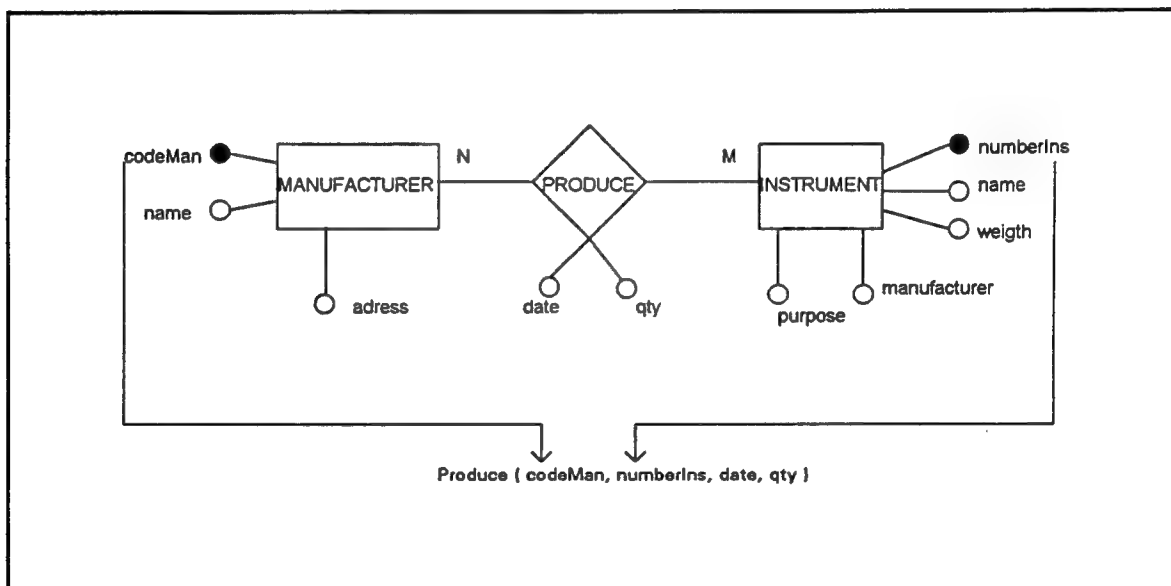 codeMan
name
MANUFACTURER
adress
N
PRODUCE
date
qty
M
INSTRUMENT
numberIns
name
weigth
manufacturer
purpose
Produce ( codeMan, numberIns, date, qty )